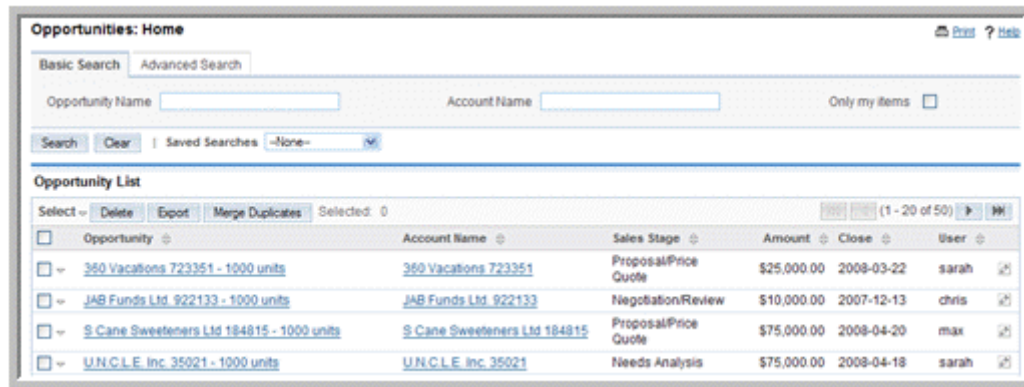 Opportunities: Home
Print ? Help
Basic Search Advanced Search
Opportunity Name Account Name Only my items
Search Clear | Saved Searches --None--
Opportunity List
Select Delete Export Merge Duplicates Selected: 0 (1 - 20 of 50)
Opportunity Account Name Sales Stage Amount Close User
360 Vacations 723351 - 1000 units 360 Vacations 723351 Proposal/Price Quote $25,000.00 2008-03-22 sarah
JAB Funds Ltd. 922133 - 1000 units JAB Funds Ltd. 922133 Negotiation/Review $10,000.00 2007-12-13 chris
S Cane Sweeteners Ltd 184815 - 1000 units S Cane Sweeteners Ltd 184815 Proposal/Price Quote $75,000.00 2008-04-20 max
U.N.C.L.E. Inc. 35021 - 1000 units U.N.C.L.E. Inc. 35021 Needs Analysis $75,000.00 2008-04-18 sarah